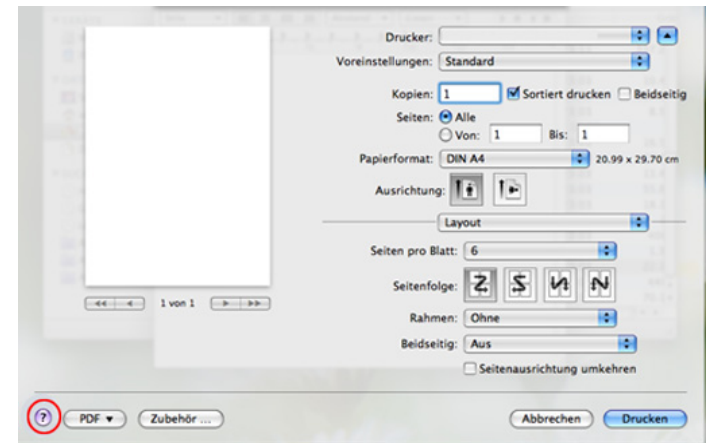 Drucker:
Voreinstellungen: Standard
Kopien: 1 Sortiert drucken Beidseitig
Seiten: Alle
Von: 1 Bis: 1
Papierformat: DIN A4 20.99 x 29.70 cm
Ausrichtung:
Layout
Seiten pro Blatt: 6
Seitenfolge:
1 von 1
Rahmen: Ohne
Beidseitig: Aus
Seitenausrichtung umkehren
? PDF ▼ Zubehör ... Abbrechen Drucken